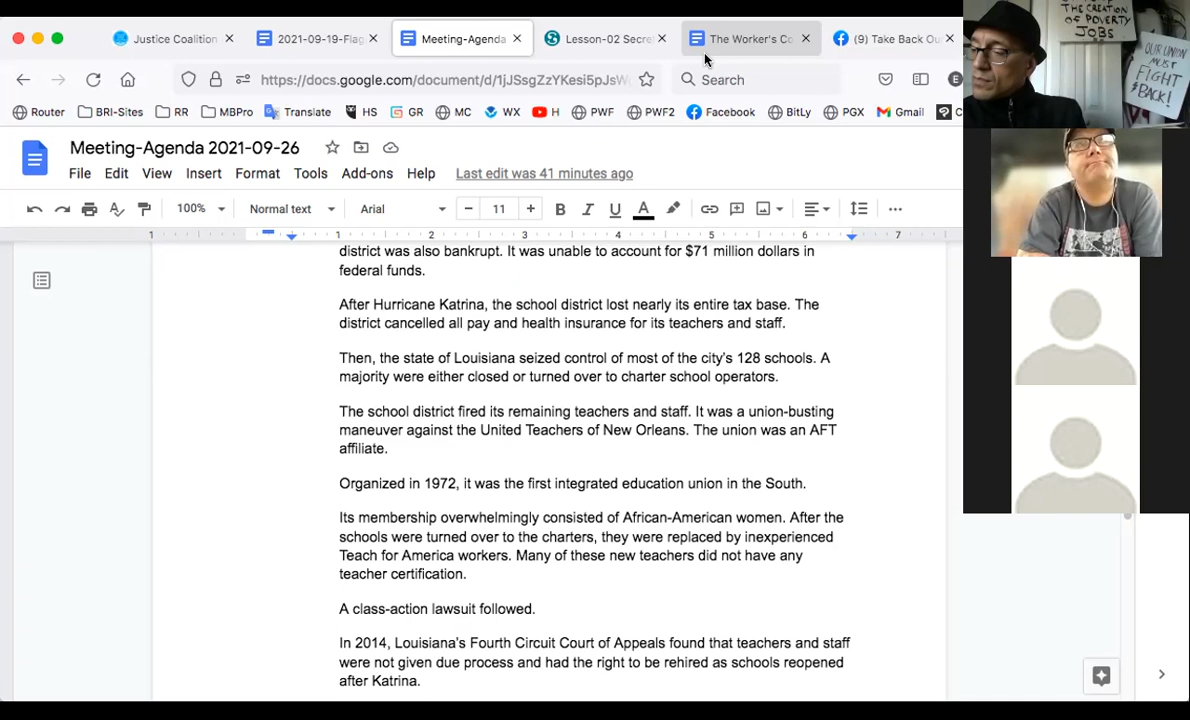 Justice Coalition
2021-09-19-Flag
Meeting-Agenda
Lesson-02 Secre
The Worker's Co
(9) Take Back Ou
https://docs.google.com/document/d/1jJSsgZzYKesi5pJsW
Search
Router
BRI-Sites
RR
MBPro
Translate
HS
GR
MC
WX
H
PWF
PWF2
Facebook
BitLy
PGX
Gmail
C
Meeting-Agenda 2021-09-26
File Edit View Insert Format Tools Add-ons Help Last edit was 41 minutes ago
100% Normal text Arial 11 B I U A
1 1 2 3 4 5 6 7
district was also bankrupt. It was unable to account for $71 million dollars in
federal funds.
After Hurricane Katrina, the school district lost nearly its entire tax base. The
district cancelled all pay and health insurance for its teachers and staff.
Then, the state of Louisiana seized control of most of the city's 128 schools. A
majority were either closed or turned over to charter school operators.
The school district fired its remaining teachers and staff. It was a union-busting
maneuver against the United Teachers of New Orleans. The union was an AFT
affiliate.
Organized in 1972, it was the first integrated education union in the South.
Its membership overwhelmingly consisted of African-American women. After the
schools were turned over to the charters, they were replaced by inexperienced
Teach for America workers. Many of these new teachers did not have any
teacher certification.
A class-action lawsuit followed.
In 2014, Louisiana's Fourth Circuit Court of Appeals found that teachers and staff
were not given due process and had the right to be rehired as schools reopened
after Katrina.
THE CREATION
OF POVERTY
JOBS
OUR UNION
MUST
FIGHT
BACK!